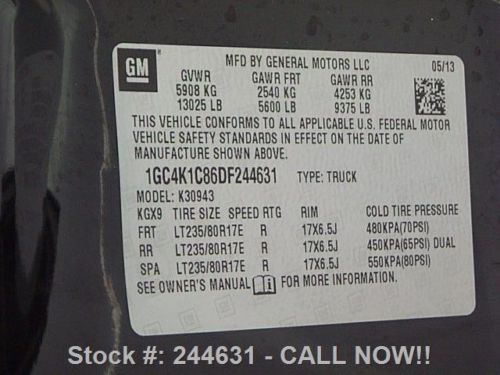 GM
MFD BY GENERAL MOTORS LLC 05/13
GVWR GAWR FRT GAWR RR
5908 KG 2540 KG 4253 KG
13025 LB 5600 LB 9375 LB
THIS VEHICLE CONFORMS TO ALL APPLICABLE U.S. FEDERAL MOTOR
VEHICLE SAFETY STANDARDS IN EFFECT ON THE DATE OF
MANUFACTURE SHOWN ABOVE.
1GC4K1C86DF244631 TYPE: TRUCK
MODEL: K30943
KGX9 TIRE SIZE SPEED RTG RIM COLD TIRE PRESSURE
FRT LT235/80R17E R 17X6.5J 480KPA(70PSI)
RR LT235/80R17E R 17X6.5J 450KPA(65PSI) DUAL
SPA LT235/80R17E R 17X6.5J 550KPA(80PSI)
SEE OWNER'S MANUAL i FOR MORE INFORMATION.
Stock #: 244631 - CALL NOW!!